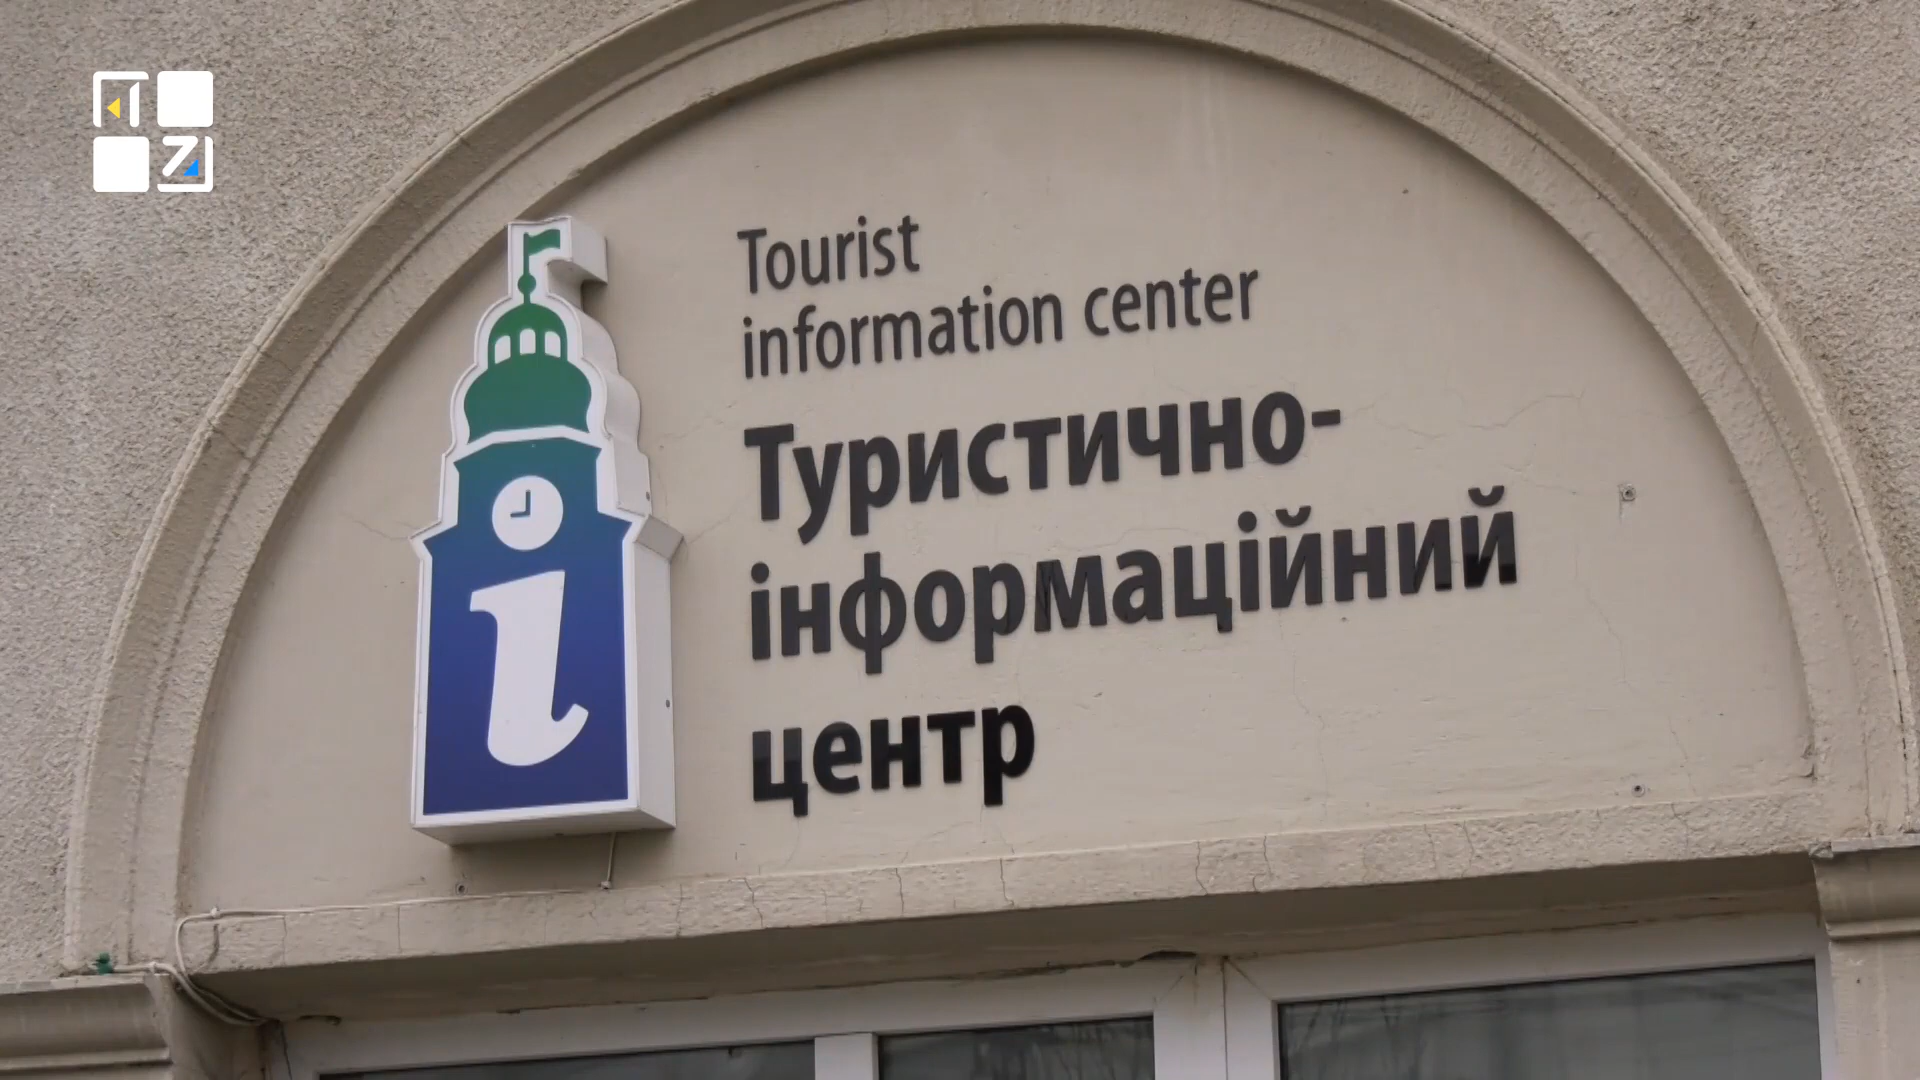 Tourist
information center
Туристично-
інформаційний
центр
i